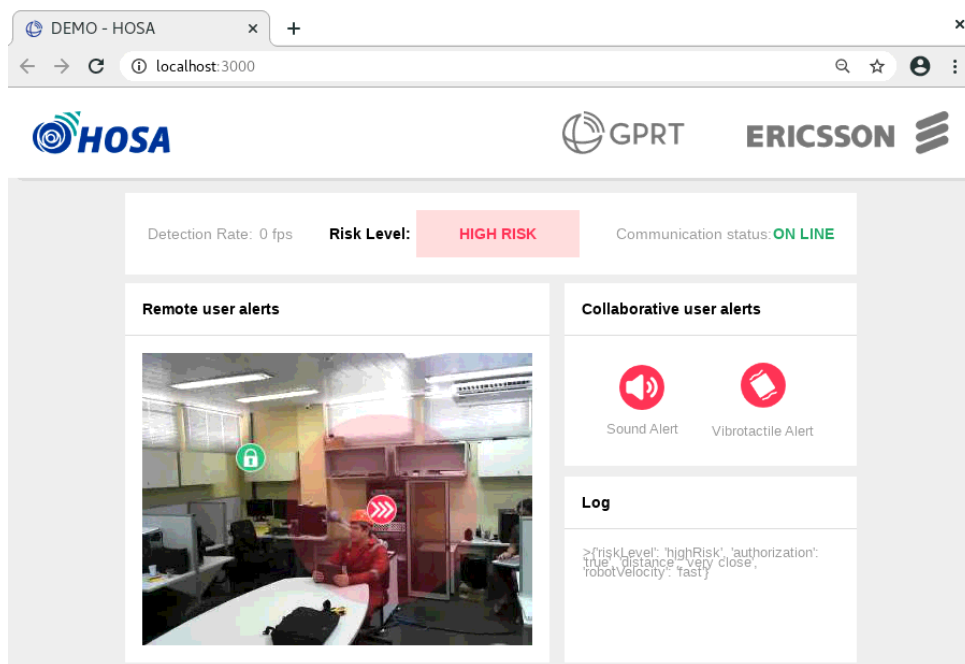 DEMO - HOSA
localhost:3000
HOSA
GPRT
ERICSSON
Detection Rate: 0 fps
Risk Level:
HIGH RISK
Communication status: ON LINE
Remote user alerts
Collaborative user alerts
Sound Alert
Vibrotactile Alert
Log
>{'riskLevel': 'highRisk', 'authorization':
'true', 'distance': 'very close',
'robotVelocity': 'fast'}